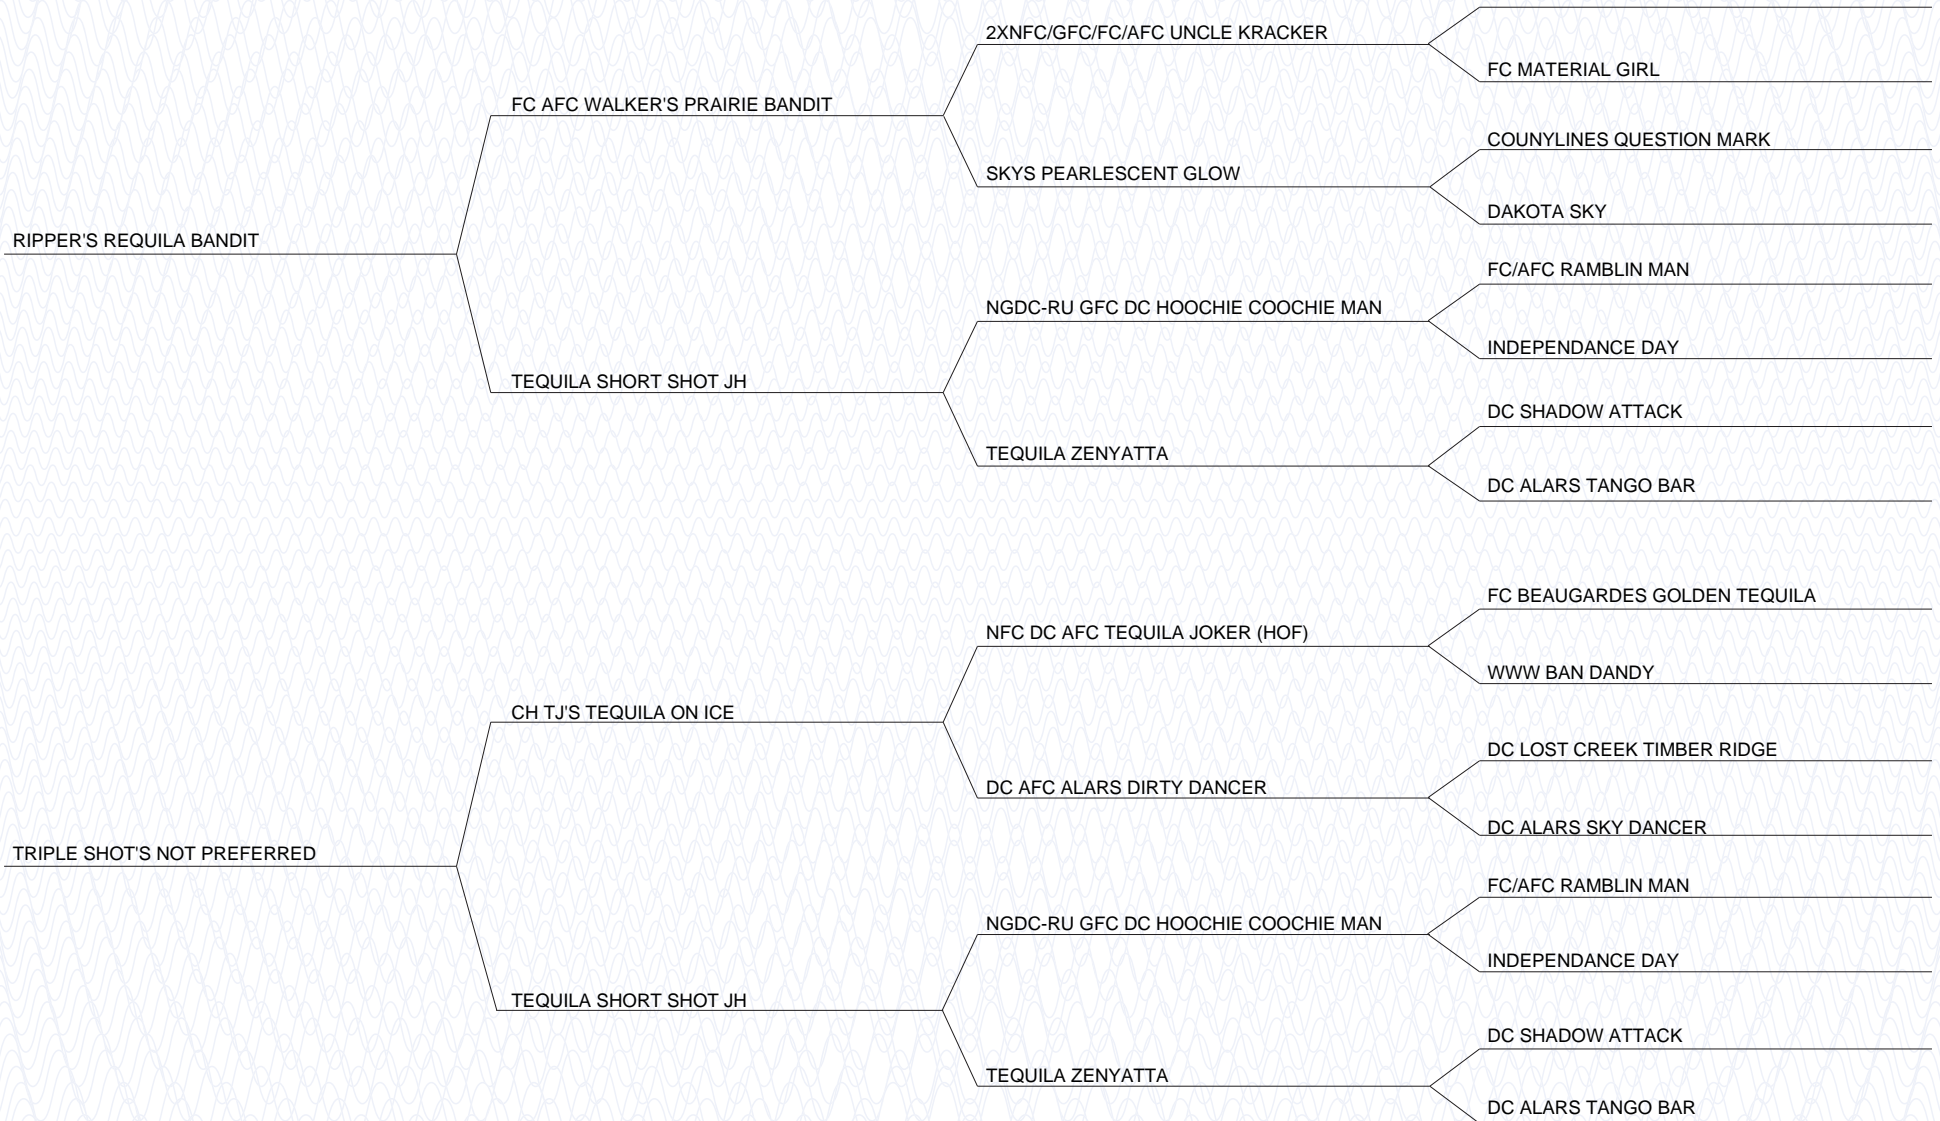 2XNFC/GFC/FC/AFC UNCLE KRACKER
FC MATERIAL GIRL
FC AFC WALKER'S PRAIRIE BANDIT
COUNYLINES QUESTION MARK
SKYS PEARLESCENT GLOW
DAKOTA SKY
RIPPER'S REQUILA BANDIT
FC/AFC RAMBLIN MAN
NGDC-RU GFC DC HOOCHIE COOCHIE MAN
INDEPENDANCE DAY
TEQUILA SHORT SHOT JH
DC SHADOW ATTACK
TEQUILA ZENYATTA
DC ALARS TANGO BAR
FC BEAUGARDES GOLDEN TEQUILA
NFC DC AFC TEQUILA JOKER (HOF)
WWW BAN DANDY
CH TJ'S TEQUILA ON ICE
DC LOST CREEK TIMBER RIDGE
DC AFC ALARS DIRTY DANCER
DC ALARS SKY DANCER
TRIPLE SHOT'S NOT PREFERRED
FC/AFC RAMBLIN MAN
NGDC-RU GFC DC HOOCHIE COOCHIE MAN
INDEPENDANCE DAY
TEQUILA SHORT SHOT JH
DC SHADOW ATTACK
TEQUILA ZENYATTA
DC ALARS TANGO BAR